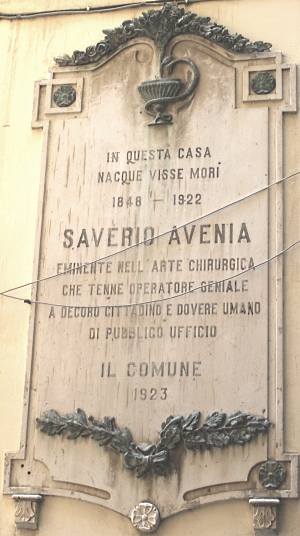 IN QUESTA CASA
NACQUE VISSE MORÌ
1848 — 1922
SAVERIO AVENIA
EMINENTE NELL'ARTE CHIRURGICA
CHE TENNE OPERATORE GENIALE
A DECORO CITTADINO E DOVERE UMANO
DI PUBBLICO UFFICIO
IL COMUNE
1923